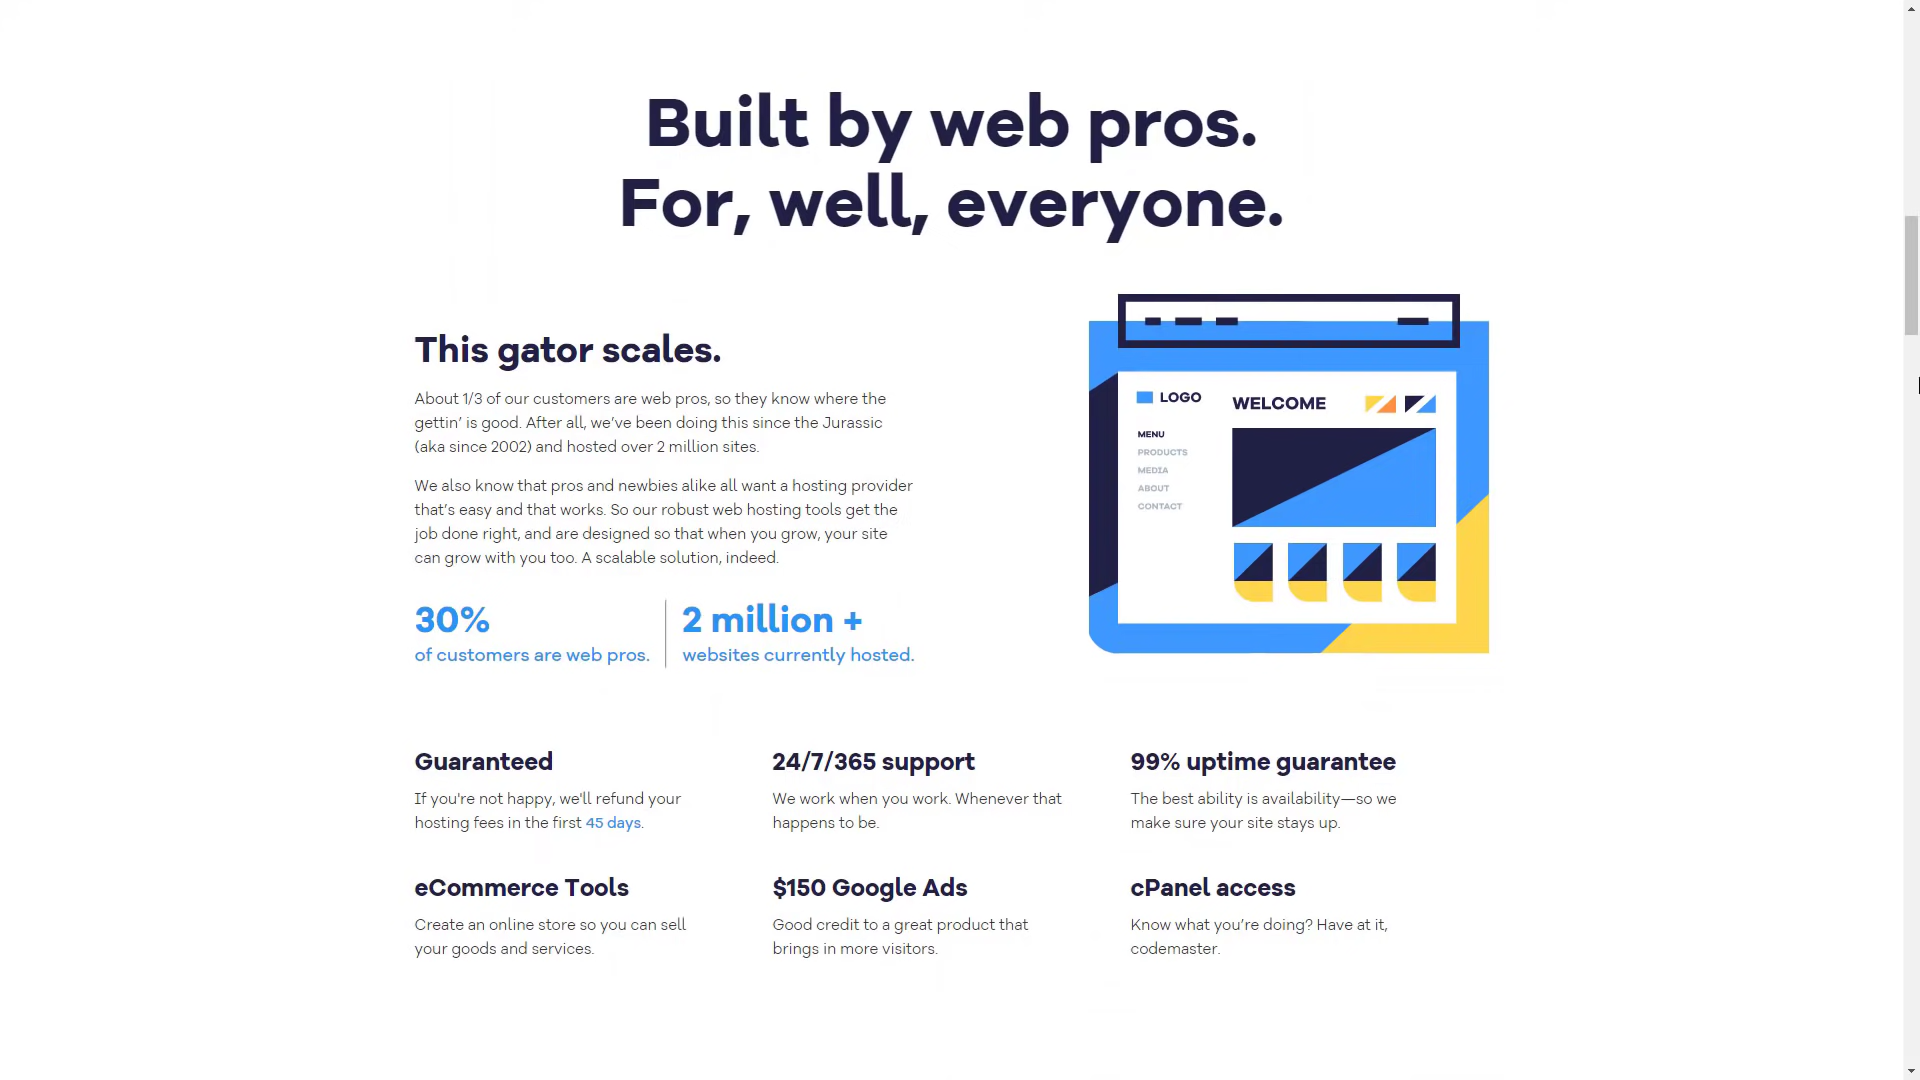 Built by web pros.
For, well, everyone.
This gator scales.
About 1/3 of our customers are web pros, so they know where the
gettin’ is good. After all, we’ve been doing this since the Jurassic
(aka since 2002) and hosted over 2 million sites.
We also know that pros and newbies alike all want a hosting provider
that’s easy and that works. So our robust web hosting tools get the
job done right, and are designed so that when you grow, your site
can grow with you too. A scalable solution, indeed.
30%
of customers are web pros.
2 million +
websites currently hosted.
LOGO
WELCOME
MENU
PRODUCTS
MEDIA
ABOUT
CONTACT
Guaranteed
If you're not happy, we'll refund your
hosting fees in the first 45 days.
24/7/365 support
We work when you work. Whenever that
happens to be.
99% uptime guarantee
The best ability is availability—so we
make sure your site stays up.
eCommerce Tools
Create an online store so you can sell
your goods and services.
$150 Google Ads
Good credit to a great product that
brings in more visitors.
cPanel access
Know what you’re doing? Have at it,
codemaster.